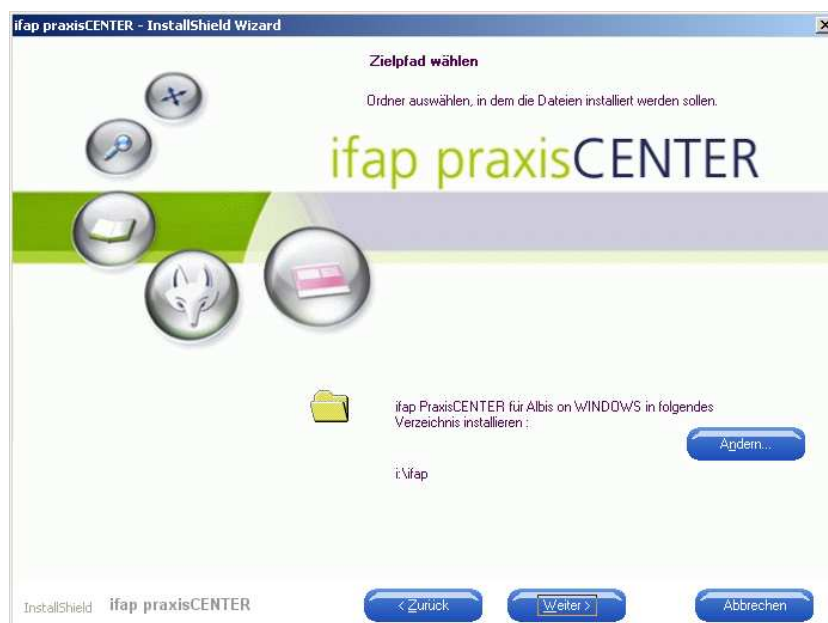 ifap praxisCENTER - InstallShield Wizard
Zielpfad wählen
Ordner auswählen, in dem die Dateien installiert werden sollen.
ifap praxisCENTER
ifap PraxisCENTER für Albis on WINDOWS in folgendes
Verzeichnis installieren :
Ändern...
i:\ifap
InstallShield ifap praxisCENTER
< Zurück
Weiter >
Abbrechen